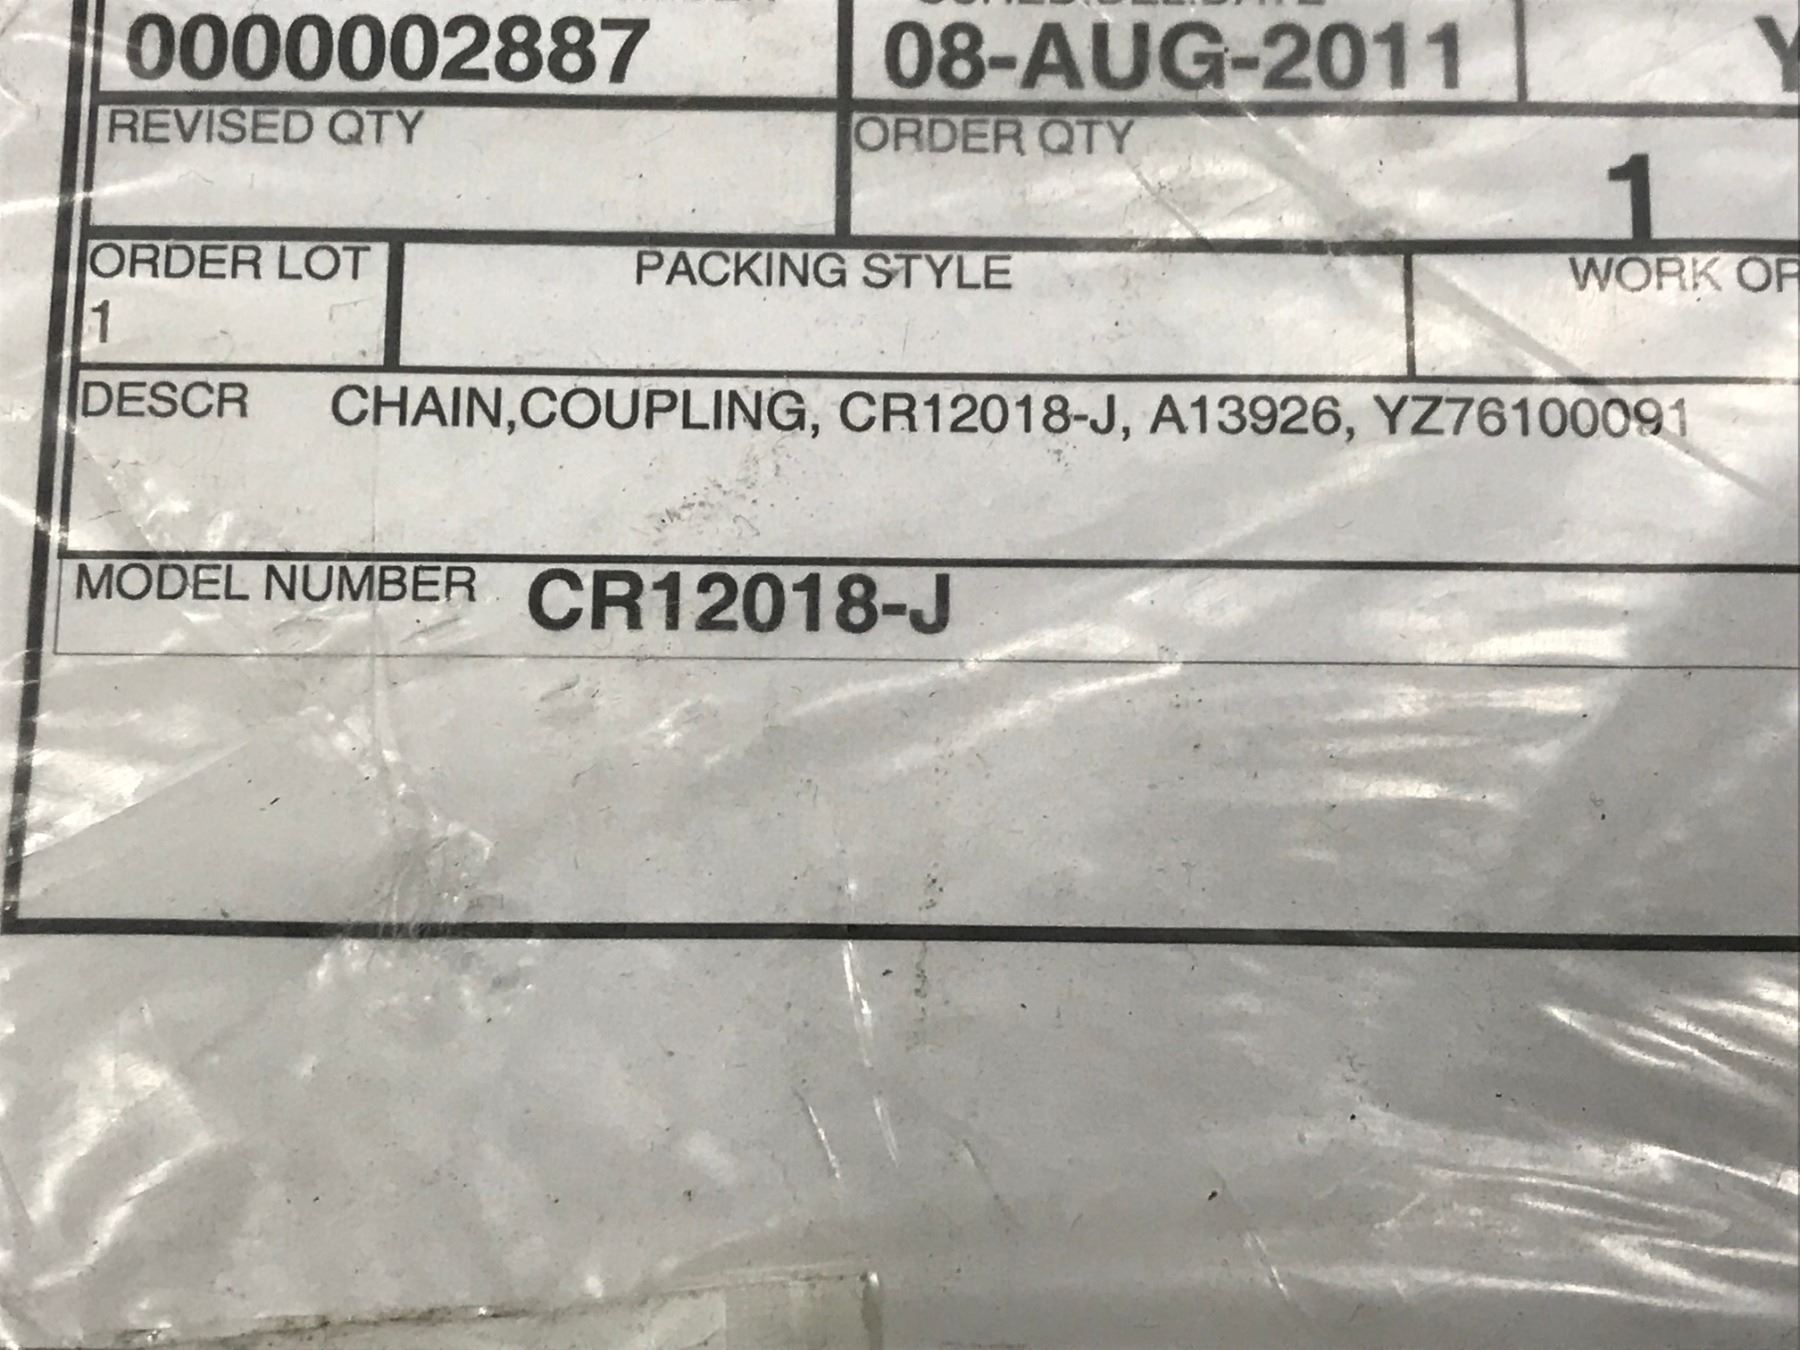 0000002887
08-AUG-2011
REVISED QTY
ORDER QTY
1
ORDER LOT
1
PACKING STYLE
WORK
DESCR CHAIN,COUPLING, CR12018-J, A13926, YZ76100091
MODEL NUMBER CR12018-J